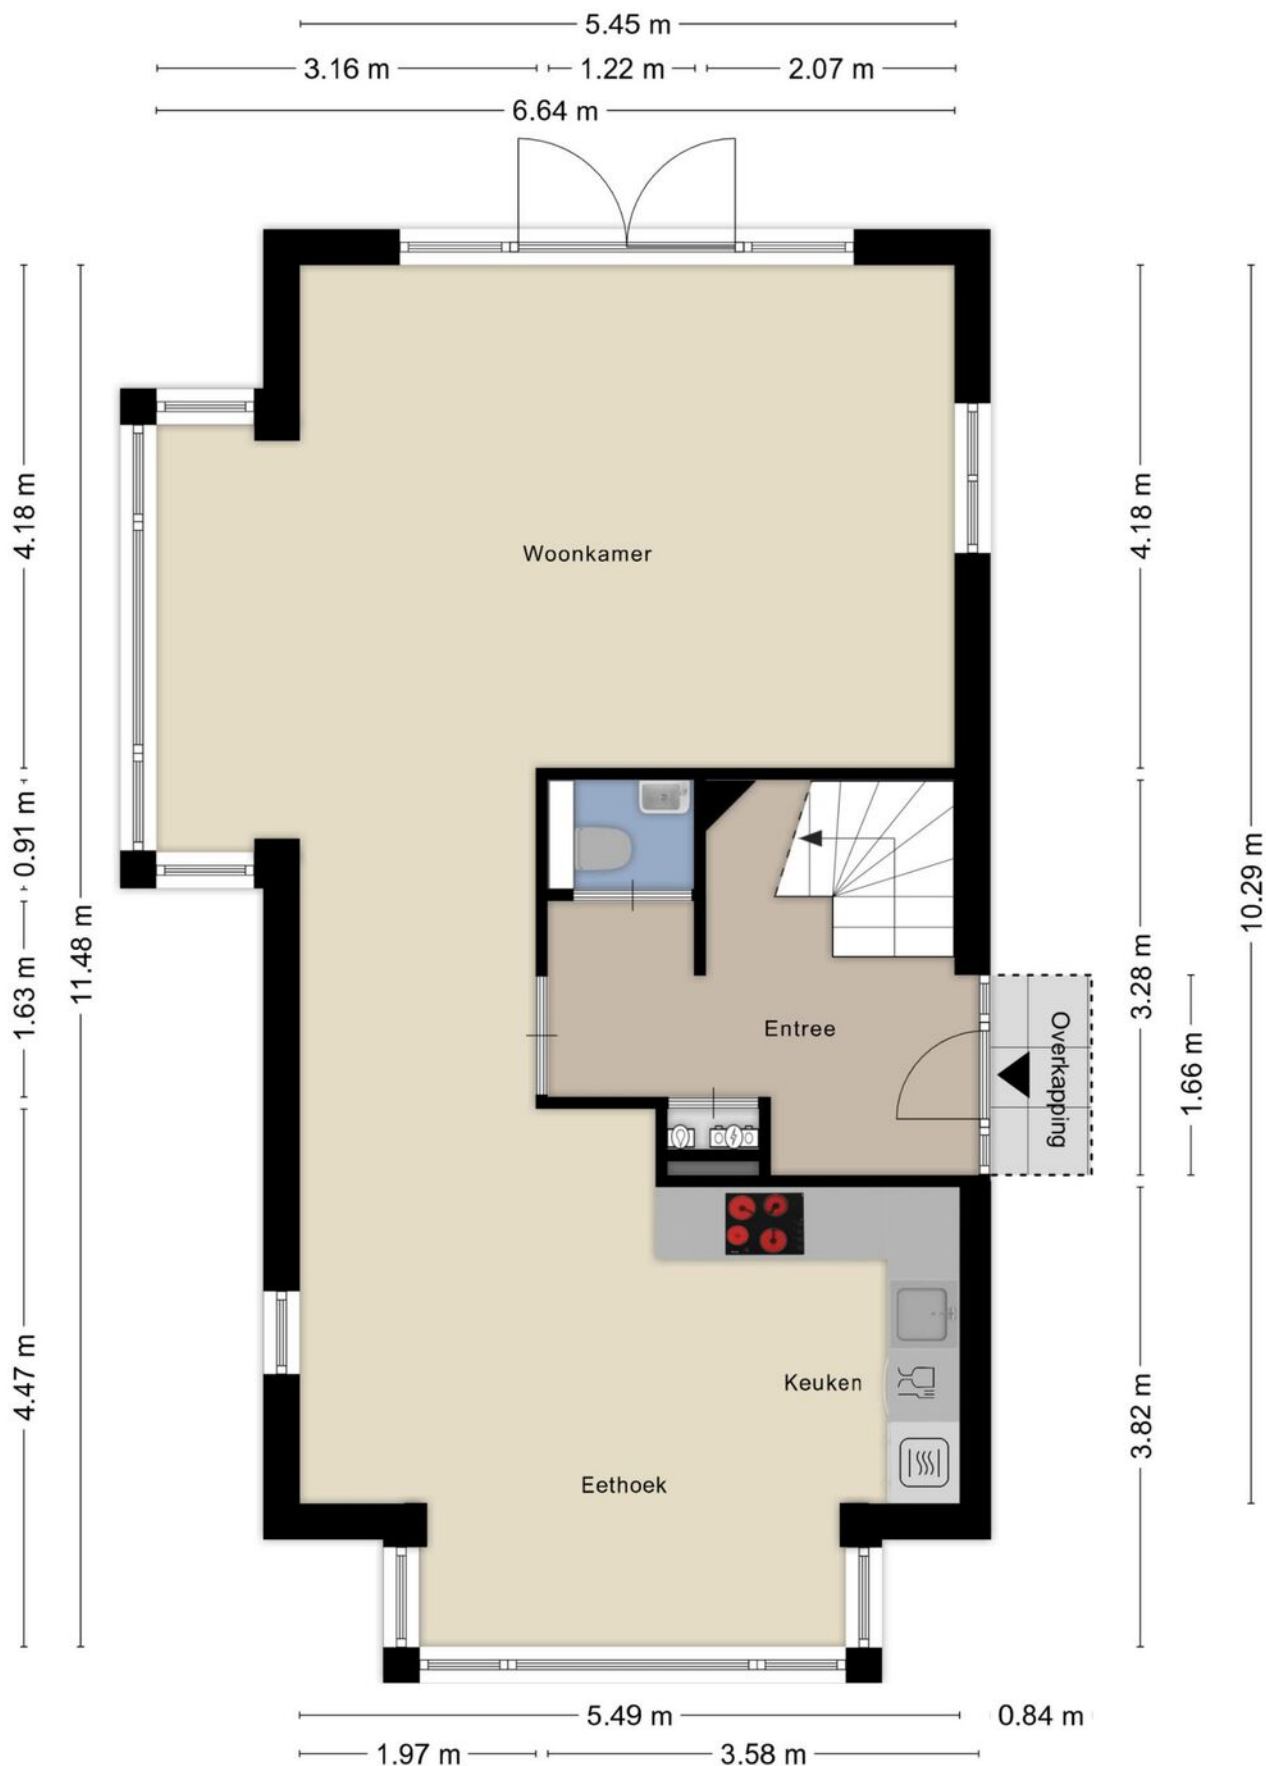 5.45 m
3.16 m 1.22 m 2.07 m
6.64 m
4.18 m
0.91 m
1.63 m
4.47 m
11.48 m
Woonkamer
Entree
Overkapping
Keuken
Eethoek
4.18 m
3.28 m
3.82 m
1.66 m
10.29 m
5.49 m 0.84 m
1.97 m 3.58 m